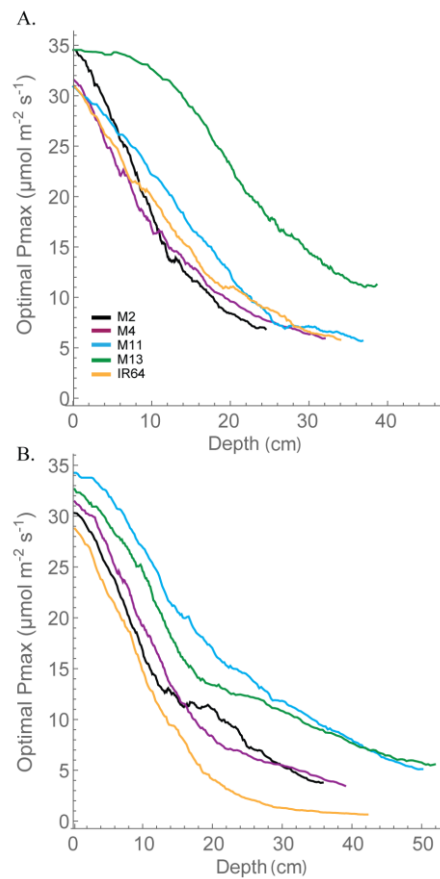 A.
35
30
25
20
15
10
5
0
Optimal Pmax (µmol m⁻² s⁻¹)
M2
M4
M11
M13
IR64
0 10 20 30 40
Depth (cm)
B.
35
30
25
20
15
10
5
0
Optimal Pmax (µmol m⁻² s⁻¹)
0 10 20 30 40 50
Depth (cm)